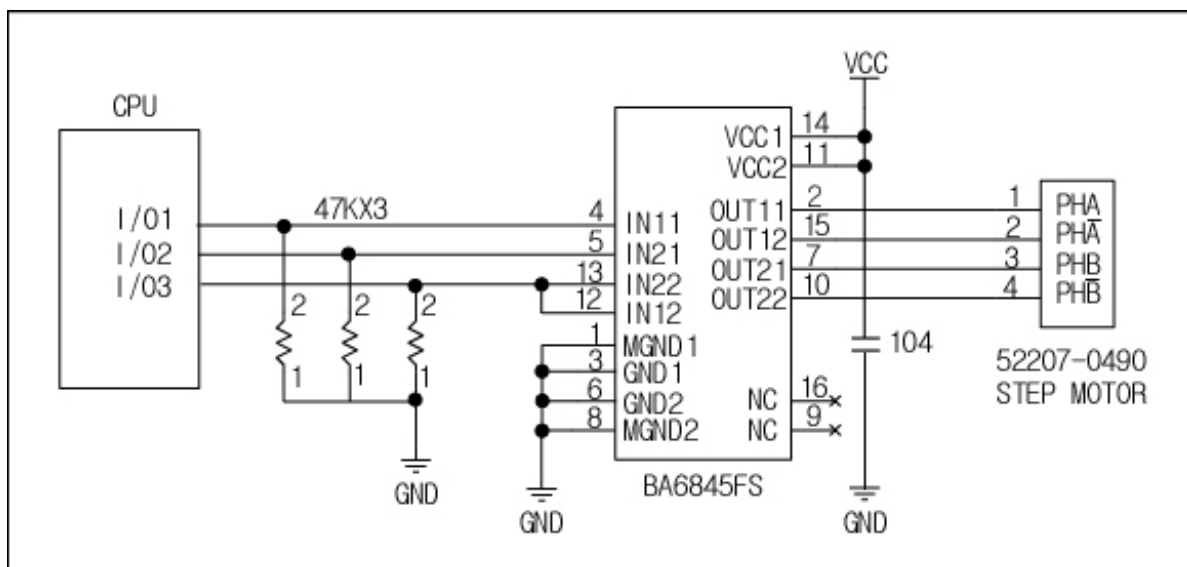 CPU
I/O1
I/O2
I/O3
47KX3
2
1
2
1
2
1
GND
4
5
13
12
1
3
6
8
IN11
IN21
IN22
IN12
MGND1
GND1
GND2
MGND2
GND
VCC1
VCC2
OUT11
OUT12
OUT21
OUT22
NC
NC
14
11
2
15
7
10
16
9
BA6845FS
VCC
104
GND
1
2
3
4
PHA
PHA̅
PHB
PHB̅
52207-0490
STEP MOTOR